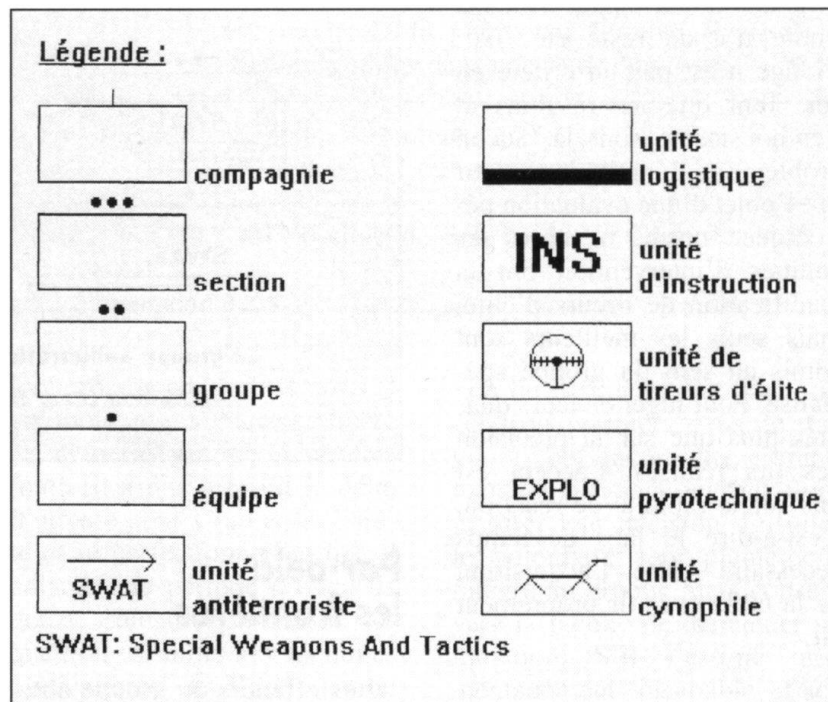 Légende :
compagnie
section
groupe
équipe
SWAT
unité
antiterroriste
unité
logistique
INS
unité
d'instruction
unité de
tireurs d'élite
EXPLO
unité
pyrotechnique
unité
cynophile
SWAT: Special Weapons And Tactics